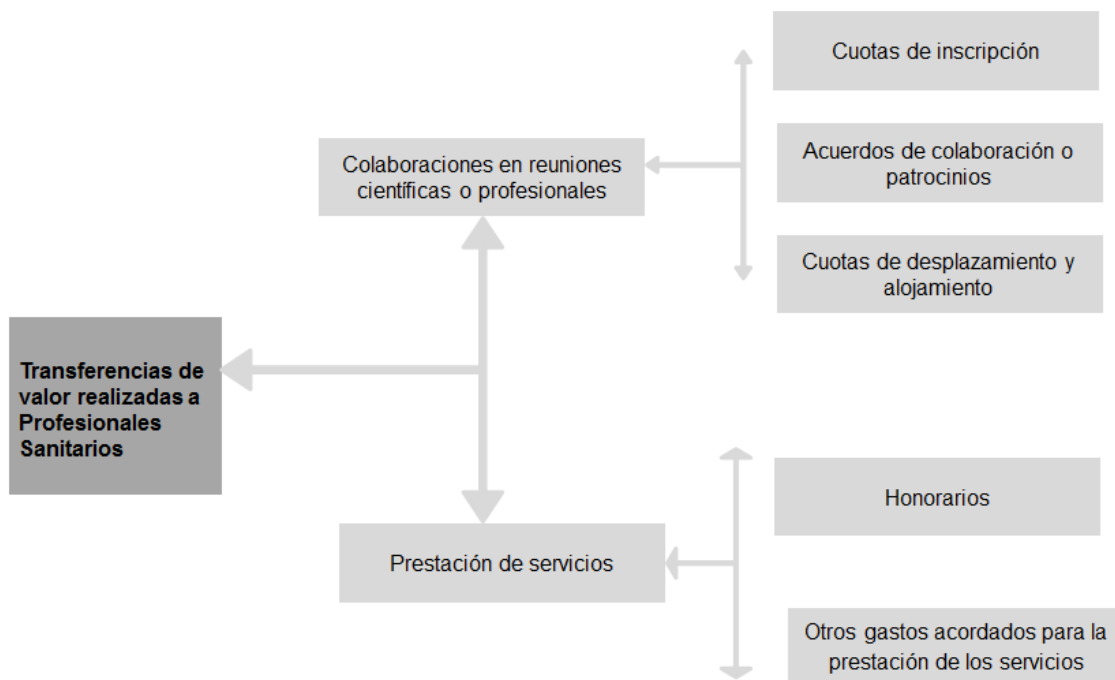 Cuotas de inscripción
Colaboraciones en reuniones
científicas o profesionales
Acuerdos de colaboración o
patrocinios
Cuotas de desplazamiento y
alojamiento
Transferencias de
valor realizadas a
Profesionales
Sanitarios
Honorarios
Prestación de servicios
Otros gastos acordados para la
prestación de los servicios